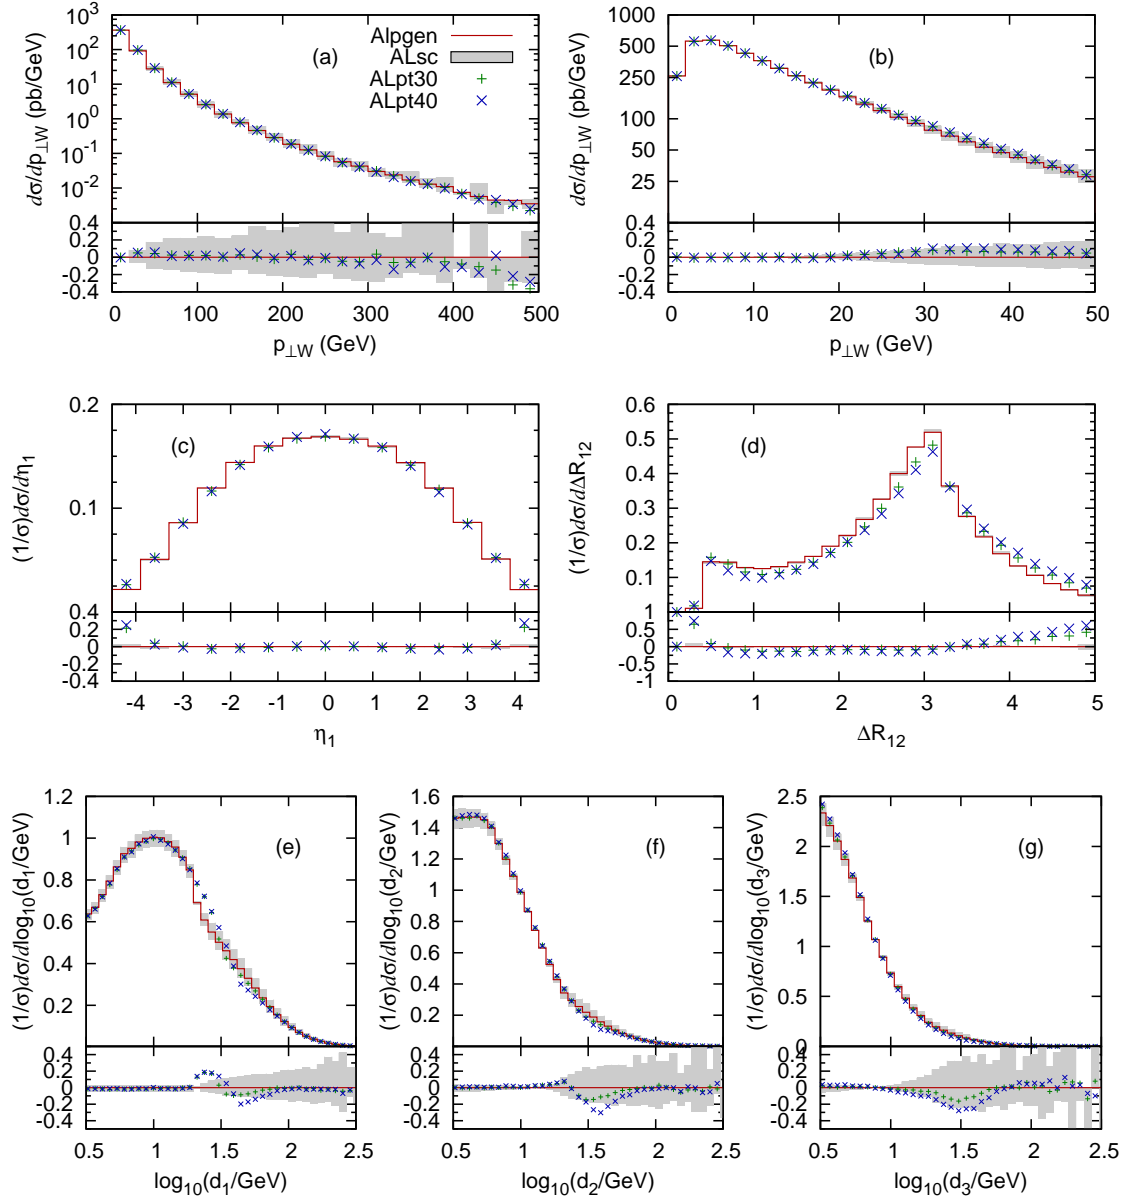 dσ/dp⊥W (pb/GeV)
10^3
10^2
10^1
10^0
10^-1
10^-2
0.4
0.2
0
-0.2
-0.4
(a)
Alpgen
ALsc
ALpt30
ALpt40
0 100 200 300 400 500
p⊥W (GeV)
dσ/dp⊥W (pb/GeV)
1000
500
250
100
50
25
0.4
0.2
0
-0.2
-0.4
(b)
0 10 20 30 40 50
p⊥W (GeV)
(1/σ)dσ/dη1
0.2
0.1
0.4
0.2
0
-0.2
-0.4
(c)
-4 -3 -2 -1 0 1 2 3 4
η1
(1/σ)dσ/dΔR12
0.6
0.5
0.4
0.3
0.2
0.1
1
0.5
0
-0.5
-1
(d)
0 1 2 3 4 5
ΔR12
(1/σ)dσ/dlog10(d1/GeV)
1.2
1
0.8
0.6
0.4
0.2
0.4
0.2
0
-0.2
-0.4
(e)
0.5 1 1.5 2 2.5
log10(d1/GeV)
(1/σ)dσ/dlog10(d2/GeV)
1.6
1.4
1.2
1
0.8
0.6
0.4
0.2
0.4
0.2
0
-0.2
-0.4
(f)
0.5 1 1.5 2 2.5
log10(d2/GeV)
(1/σ)dσ/dlog10(d3/GeV)
2.5
2
1.5
1
0.5
0
0.4
0.2
0
-0.2
-0.4
(g)
0.5 1 1.5 2 2.5
log10(d3/GeV)